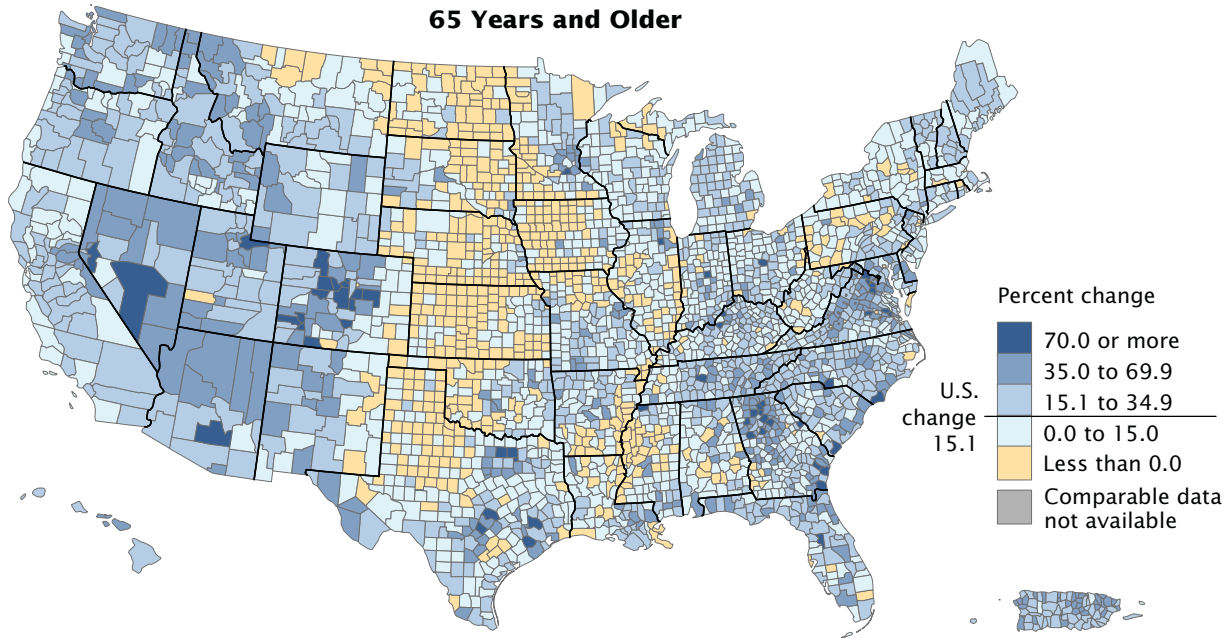 65 Years and Older
Percent change
70.0 or more
35.0 to 69.9
15.1 to 34.9
U.S.
change
15.1
0.0 to 15.0
Less than 0.0
Comparable data
not available